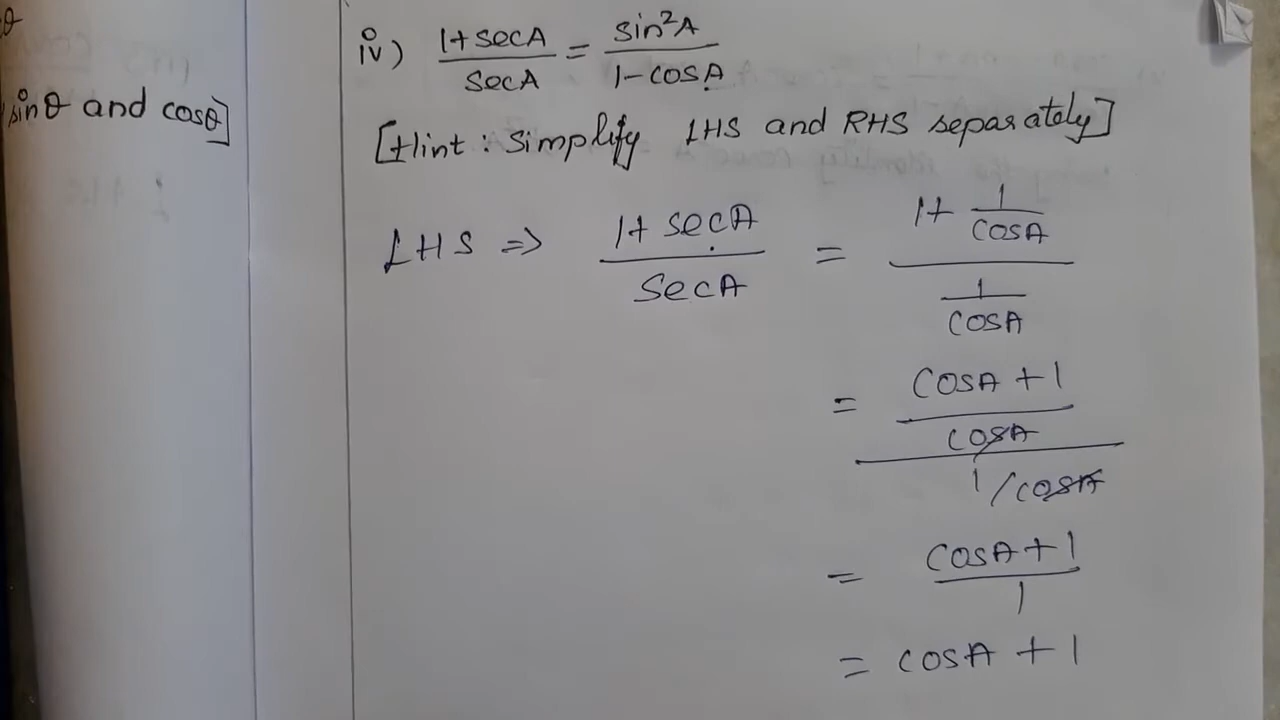 θ
sinθ and cosθ]
iv) 1+secA/secA = sin²A/1-cosA
[Hint : Simplify LHS and RHS separately]
LHS ⇒ 1+secA/secA = 1+ 1/cosA / 1/cosA
= cosA+1/cosA / 1/cosA
= cosA+1/1
= cosA+1